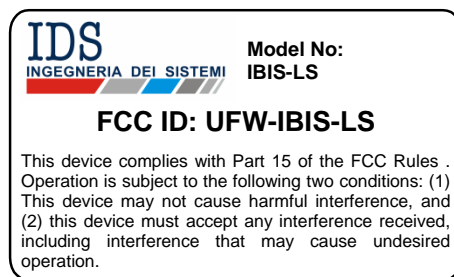 IDS
INGEGNERIA DEI SISTEMI
Model No:
IBIS-LS
FCC ID: UFW-IBIS-LS
This device complies with Part 15 of the FCC Rules .
Operation is subject to the following two conditions: (1)
This device may not cause harmful interference, and
(2) this device must accept any interference received,
including interference that may cause undesired
operation.